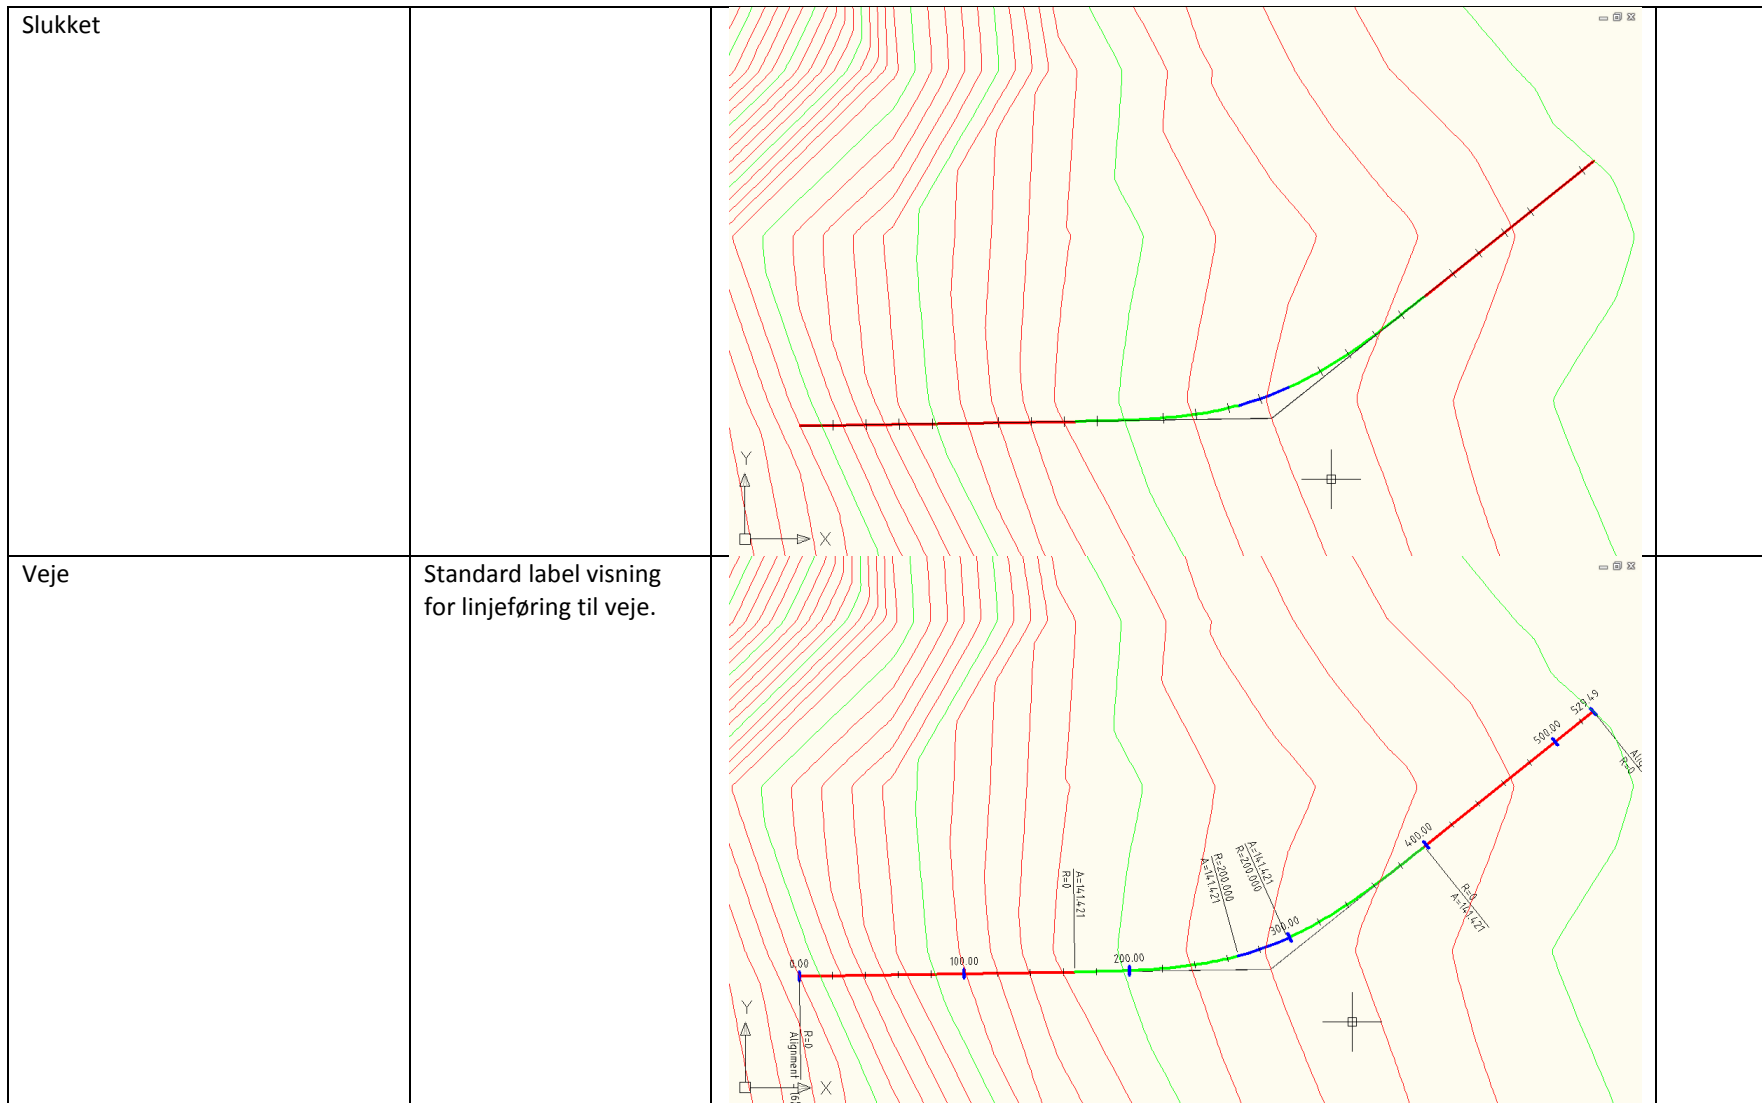 Slukket
Y
X
Veje
Standard label visning
for linjeføring til veje.
529.49
500.00
R=0
400.00
R=0
A=141.421
A=141.421
R=200.000
R=200.000
A=141.421
A=141.421
R=0
300.00
200.00
100.00
0.00
R=0
Alignment
Y
X